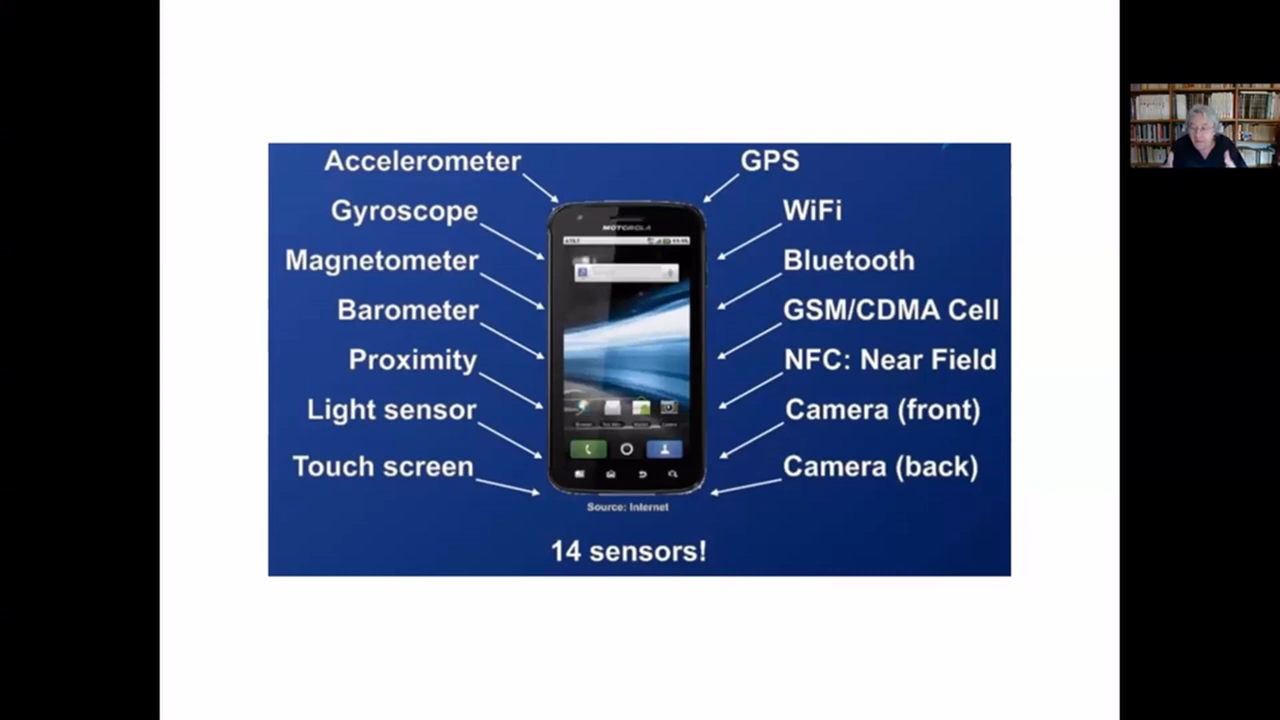 Accelerometer
GPS
Gyroscope
WiFi
Magnetometer
Bluetooth
Barometer
GSM/CDMA Cell
Proximity
NFC: Near Field
Light sensor
Camera (front)
Touch screen
Camera (back)
MOTOROLA
AT&T
Source: Internet
14 sensors!